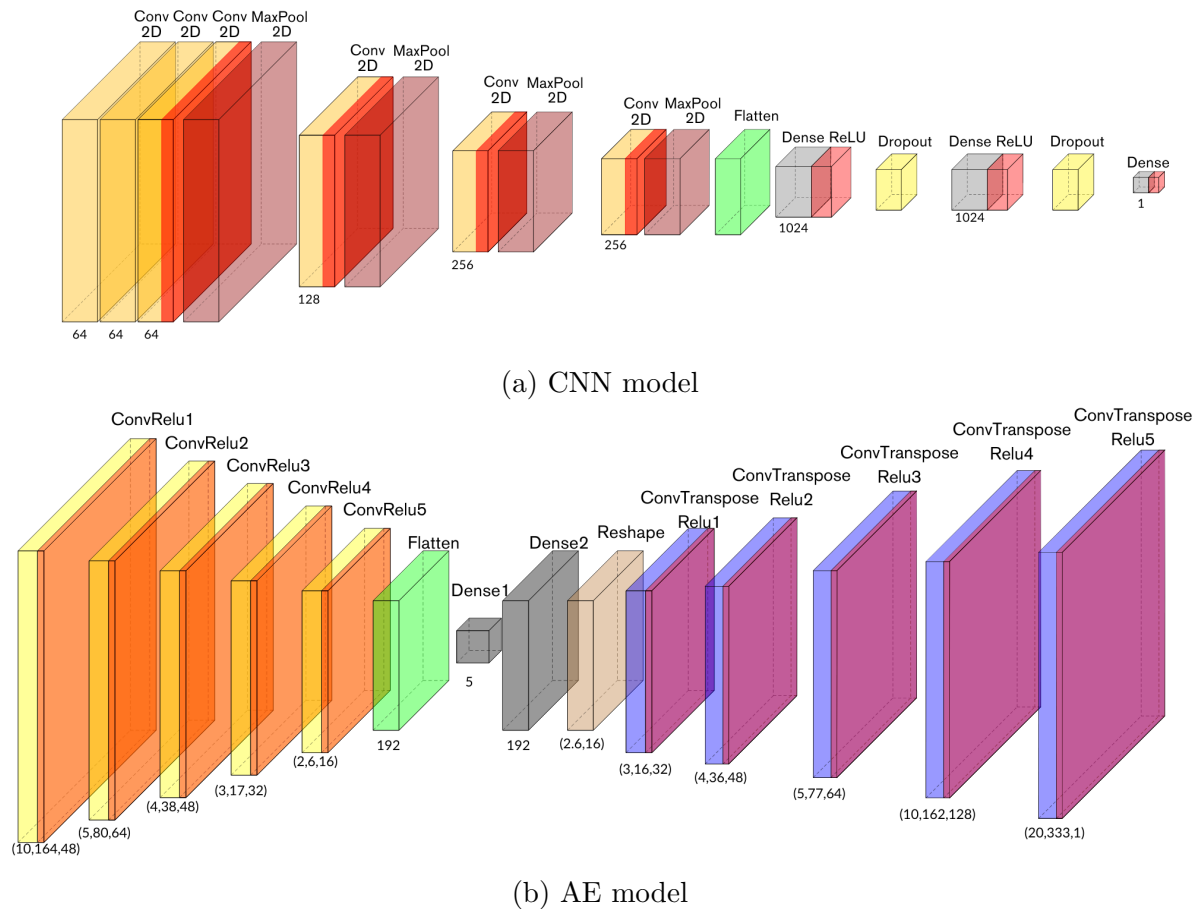 Conv Conv Conv MaxPool
2D 2D 2D 2D
Conv MaxPool
2D 2D
Conv MaxPool
2D 2D
Conv MaxPool
2D 2D
Flatten
Dense ReLU
Dropout
Dense ReLU
Dropout
Dense
64 64 64
128
256
256
1024
1024
1
(a) CNN model
ConvRelu1
ConvRelu2
ConvRelu3
ConvRelu4
ConvRelu5
Flatten
Dense1
Dense2
Reshape
ConvTranspose
Relu1
ConvTranspose
Relu2
ConvTranspose
Relu3
ConvTranspose
Relu4
ConvTranspose
Relu5
(10,164,48)
(5,80,64)
(4,38,48)
(3,17,32)
(2,6,16)
192
5
192
(2.6,16)
(3,16,32)
(4,36,48)
(5,77,64)
(10,162,128)
(20,333,1)
(b) AE model